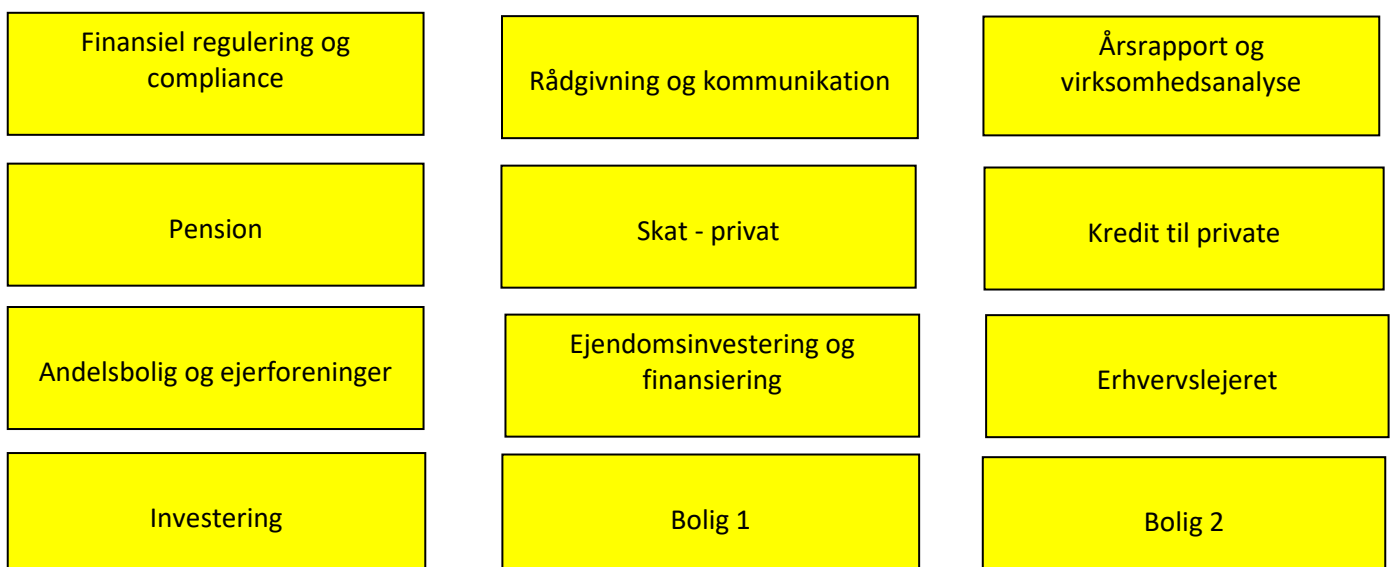 Finansiel regulering og
compliance
Rådgivning og kommunikation
Årsrapport og
virksomhedsanalyse
Pension
Skat - privat
Kredit til private
Andelsbolig og ejerforeninger
Ejendomsinvestering og
finansiering
Erhvervslejeret
Investering
Bolig 1
Bolig 2